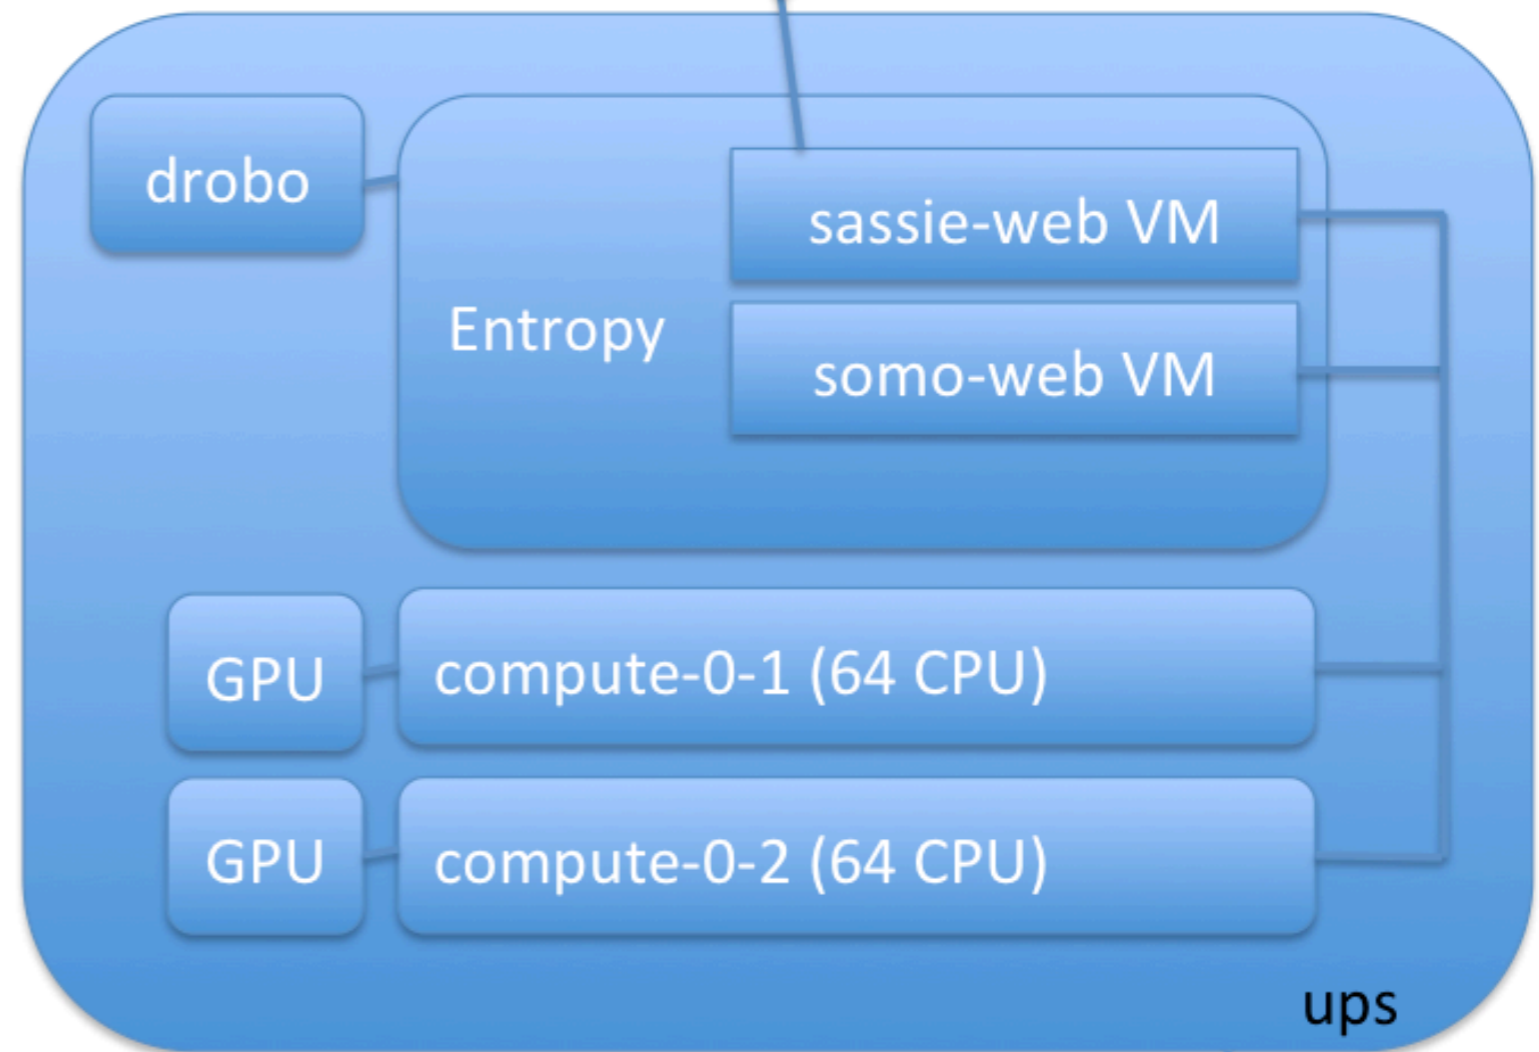 drobo
sassie-web VM
Entropy
somo-web VM
GPU
compute-0-1 (64 CPU)
GPU
compute-0-2 (64 CPU)
ups